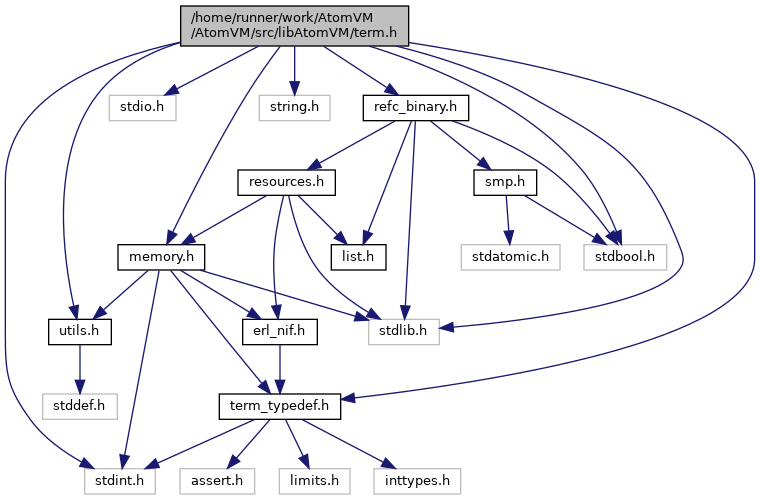 /home/runner/work/AtomVM
/AtomVM/src/libAtomVM/term.h
stdio.h
string.h
refc_binary.h
resources.h
smp.h
memory.h
list.h
stdatomic.h
stdbool.h
utils.h
erl_nif.h
stdlib.h
stddef.h
term_typedef.h
stdint.h
assert.h
limits.h
inttypes.h